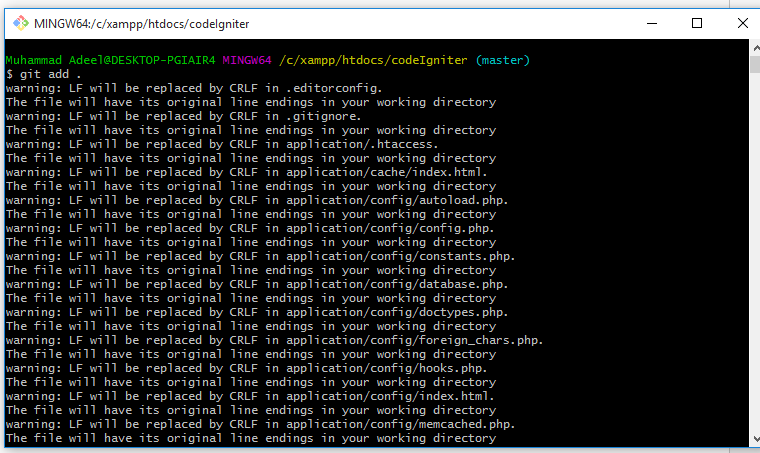 MINGW64:/c/xampp/htdocs/codeIgniter
Muhammad Adeel@DESKTOP-PGIAIR4 MINGW64 /c/xampp/htdocs/codeIgniter (master)
$ git add .
warning: LF will be replaced by CRLF in .editorconfig.
The file will have its original line endings in your working directory
warning: LF will be replaced by CRLF in .gitignore.
The file will have its original line endings in your working directory
warning: LF will be replaced by CRLF in application/.htaccess.
The file will have its original line endings in your working directory
warning: LF will be replaced by CRLF in application/cache/index.html.
The file will have its original line endings in your working directory
warning: LF will be replaced by CRLF in application/config/autoload.php.
The file will have its original line endings in your working directory
warning: LF will be replaced by CRLF in application/config/config.php.
The file will have its original line endings in your working directory
warning: LF will be replaced by CRLF in application/config/constants.php.
The file will have its original line endings in your working directory
warning: LF will be replaced by CRLF in application/config/database.php.
The file will have its original line endings in your working directory
warning: LF will be replaced by CRLF in application/config/doctypes.php.
The file will have its original line endings in your working directory
warning: LF will be replaced by CRLF in application/config/foreign_chars.php.
The file will have its original line endings in your working directory
warning: LF will be replaced by CRLF in application/config/hooks.php.
The file will have its original line endings in your working directory
warning: LF will be replaced by CRLF in application/config/index.html.
The file will have its original line endings in your working directory
warning: LF will be replaced by CRLF in application/config/memcached.php.
The file will have its original line endings in your working directory